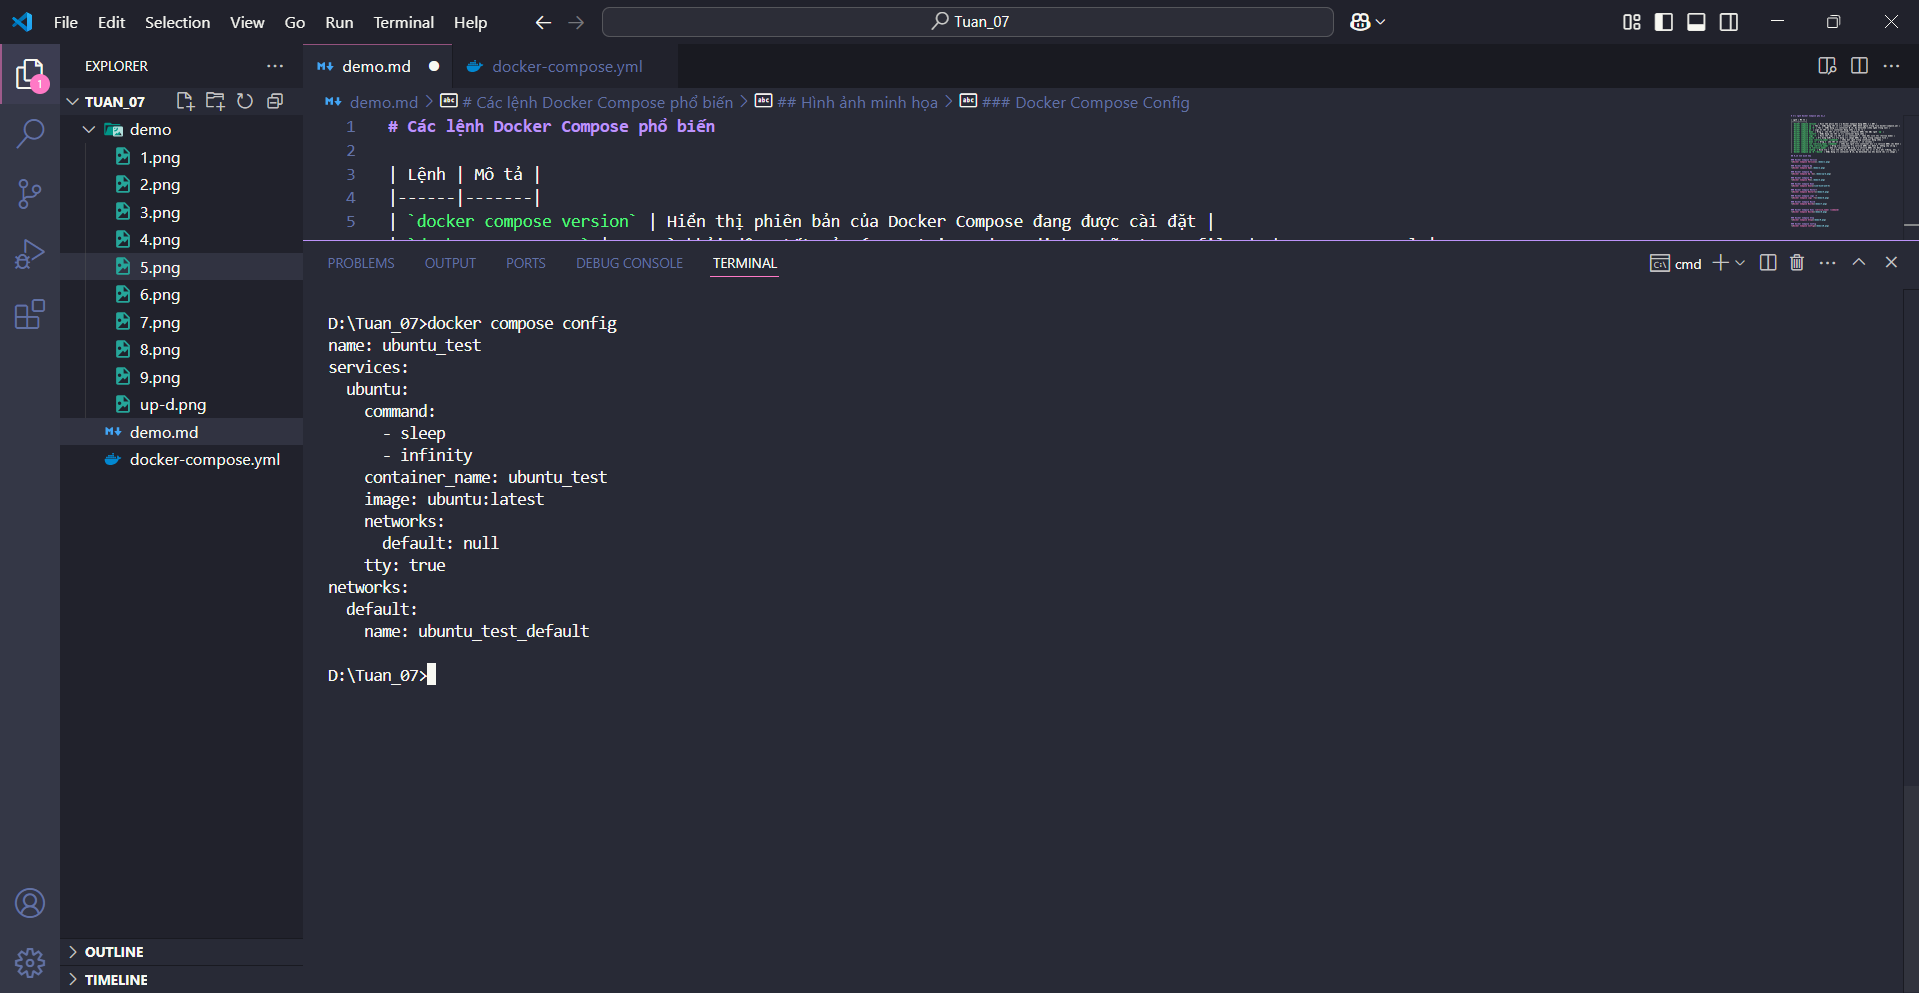 File Edit Selection View Go Run Terminal Help
Tuan_07
EXPLORER
TUAN_07
demo
1.png
2.png
3.png
4.png
5.png
6.png
7.png
8.png
9.png
up-d.png
demo.md
docker-compose.yml
OUTLINE
TIMELINE
1
demo.md
docker-compose.yml
demo.md > # Các lệnh Docker Compose phổ biến > ## Hình ảnh minh họa > ### Docker Compose Config
1 # Các lệnh Docker Compose phổ biến
2
3 | Lệnh | Mô tả |
4 |------|-------|
5 | `docker compose version` | Hiển thị phiên bản của Docker Compose đang được cài đặt |
PROBLEMS OUTPUT PORTS DEBUG CONSOLE TERMINAL
cmd
D:\Tuan_07>docker compose config
name: ubuntu_test
services:
  ubuntu:
    command:
      - sleep
      - infinity
    container_name: ubuntu_test
    image: ubuntu:latest
    networks:
      default: null
    tty: true
networks:
  default:
    name: ubuntu_test_default
D:\Tuan_07>